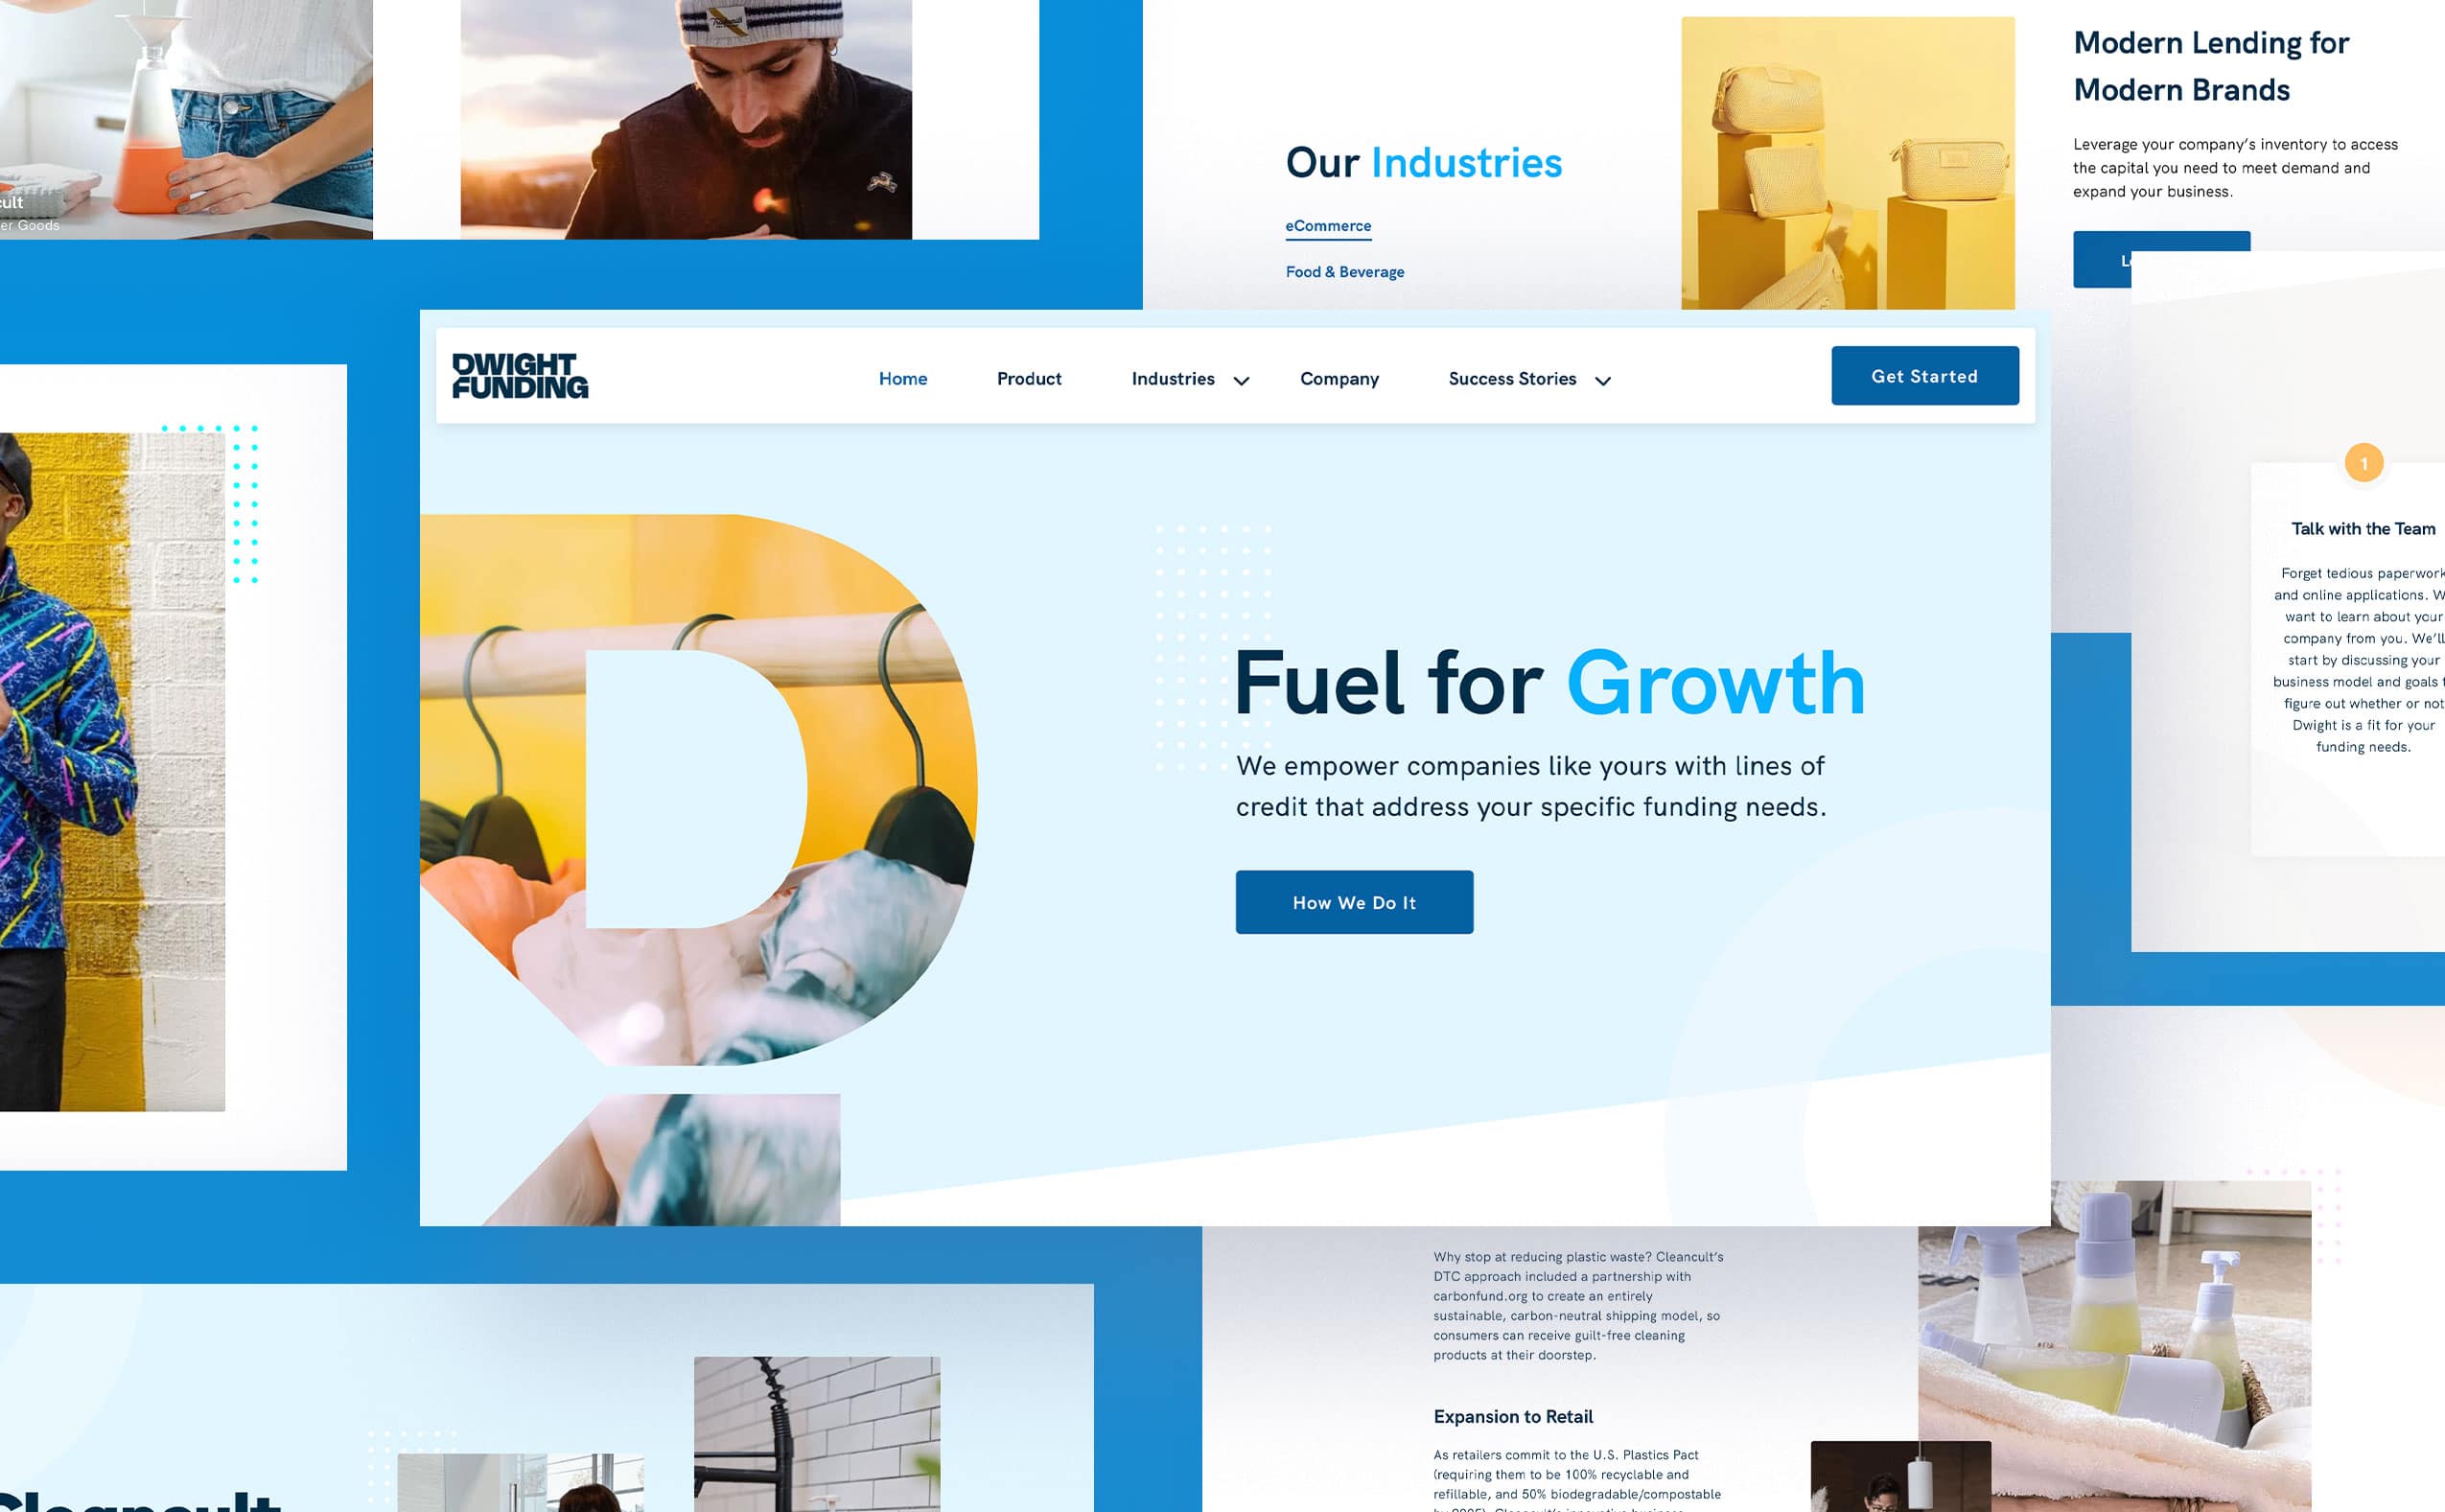 cult
er Goods
Our Industries
eCommerce
Food & Beverage
Modern Lending for
Modern Brands
Leverage your company’s inventory to access
the capital you need to meet demand and
expand your business.
DWIGHT
FUNDING
Home
Product
Industries
Company
Success Stories
Get Started
Fuel for Growth
We empower companies like yours with lines of
credit that address your specific funding needs.
How We Do It
1
Talk with the Team
Forget tedious paperwork
and online applications. W
want to learn about your
company from you. We’ll
start by discussing your
business model and goals t
figure out whether or not
Dwight is a fit for your
funding needs.
Why stop at reducing plastic waste? Cleancult’s
DTC approach included a partnership with
carbonfund.org to create an entirely
sustainable, carbon-neutral shipping model, so
consumers can receive guilt-free cleaning
products at their doorstep.
Expansion to Retail
As retailers commit to the U.S. Plastics Pact
(requiring them to be 100% recyclable and
refillable, and 50% biodegradable/compostable
Cleancult